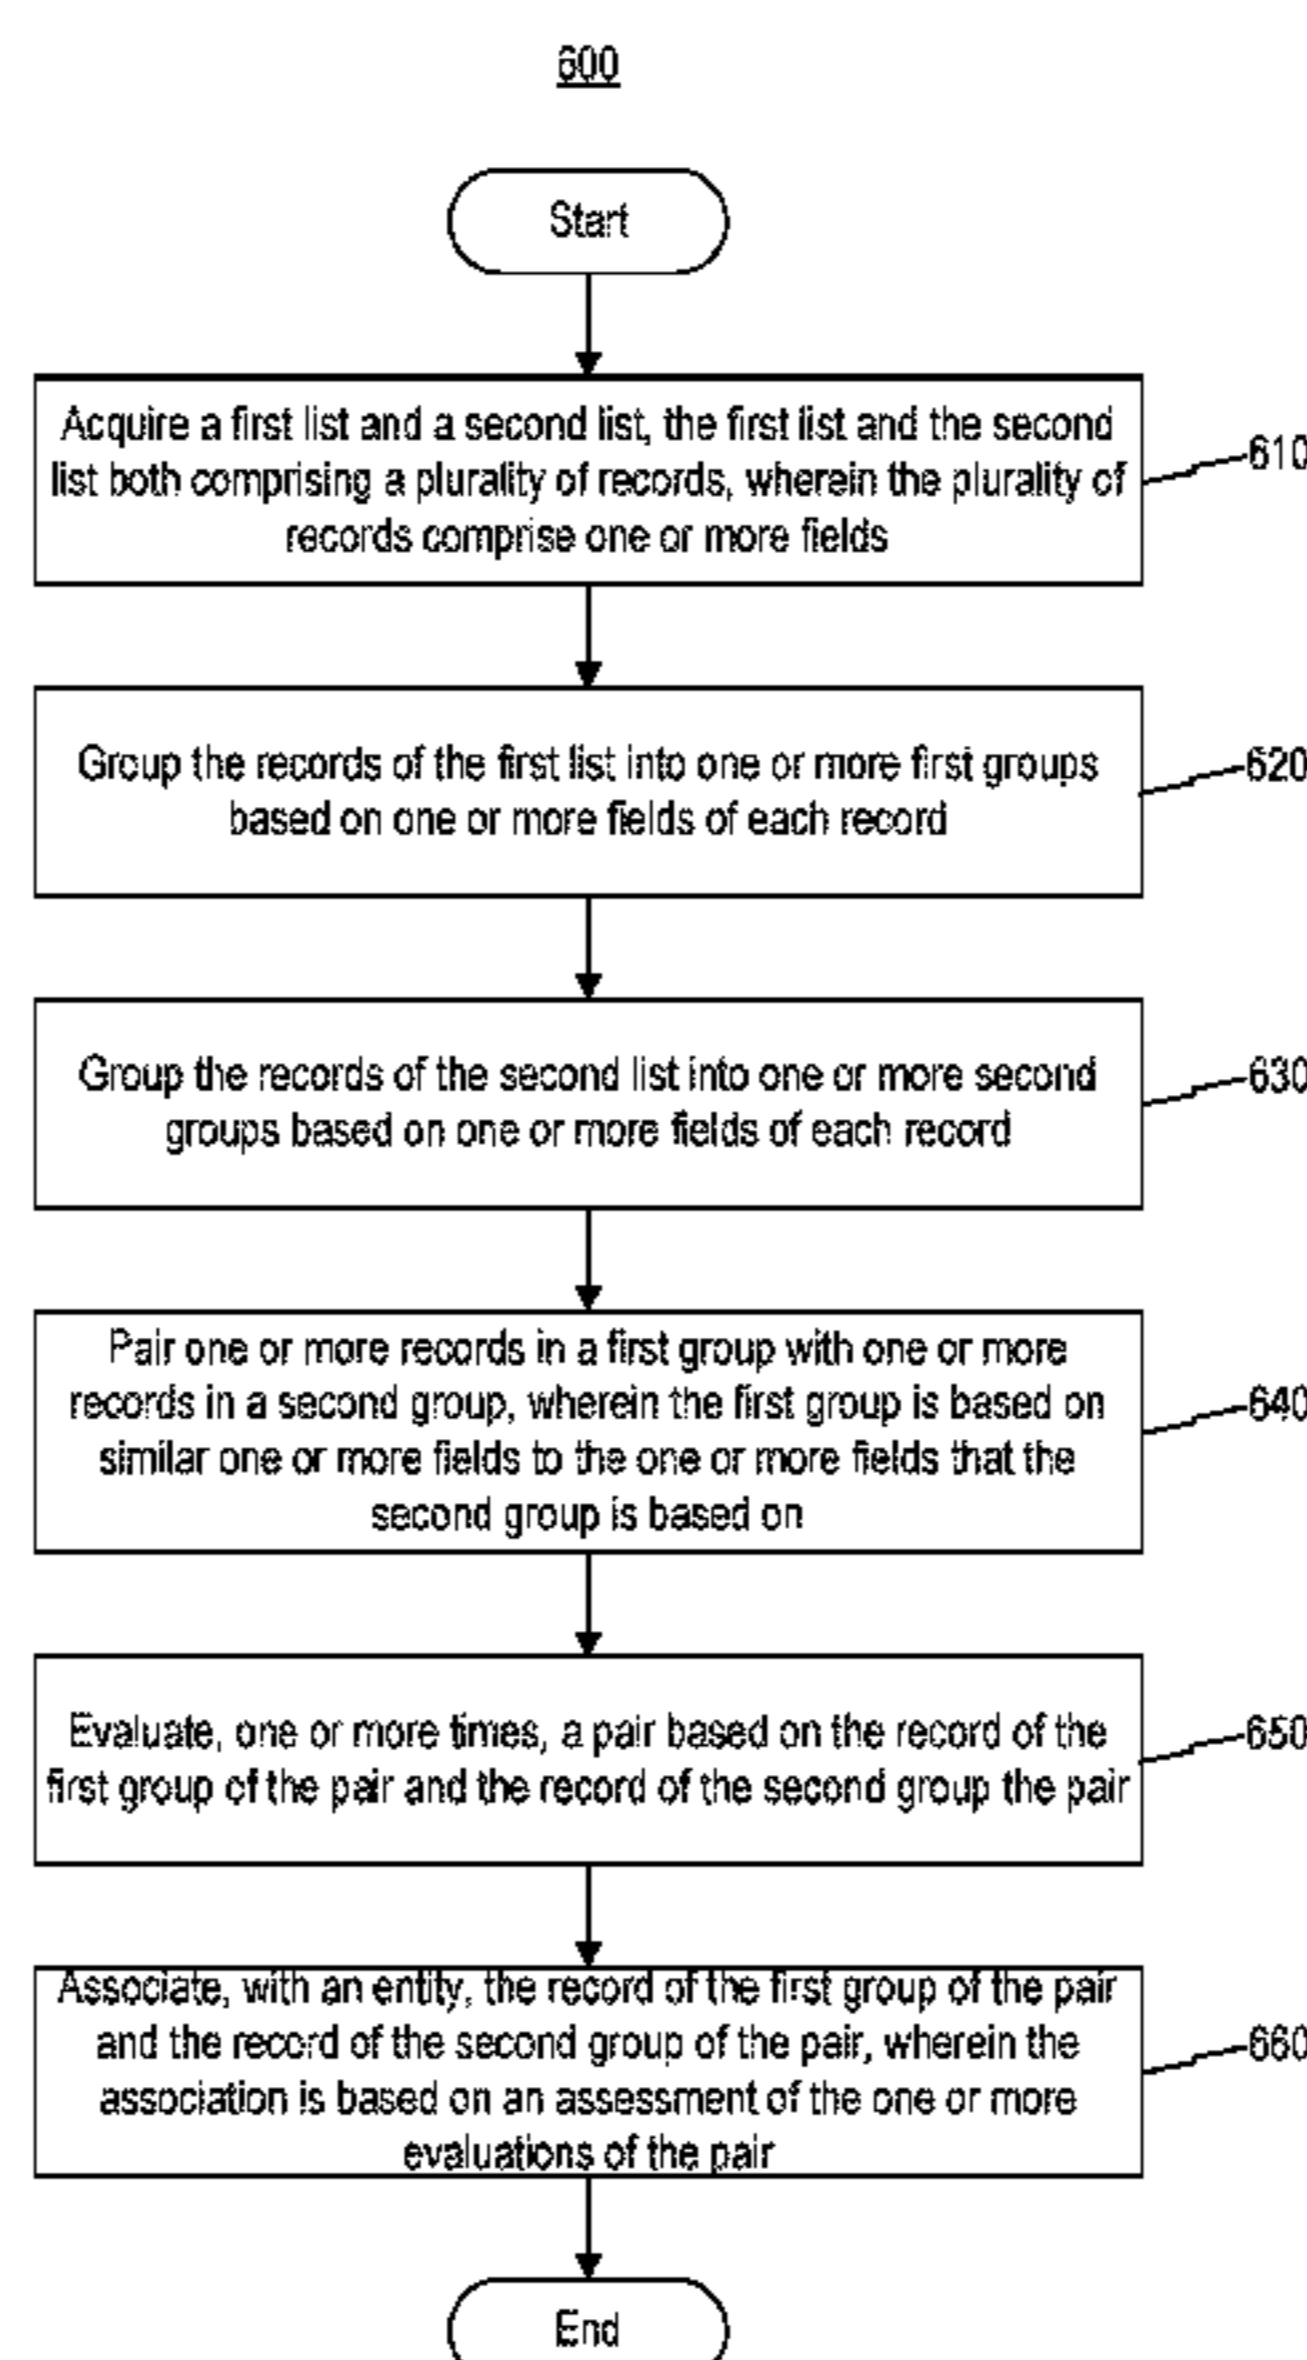 600
Start
Acquire a first list and a second list, the first list and the second
list both comprising a plurality of records, wherein the plurality of
records comprise one or more fields
610
Group the records of the first list into one or more first groups
based on one or more fields of each record
620
Group the records of the second list into one or more second
groups based on one or more fields of each record
630
Pair one or more records in a first group with one or more
records in a second group, wherein the first group is based on
similar one or more fields to the one or more fields that the
second group is based on
640
Evaluate, one or more times, a pair based on the record of the
first group of the pair and the record of the second group the pair
650
Associate, with an entity, the record of the first group of the pair
and the record of the second group of the pair, wherein the
association is based on an assessment of the one or more
evaluations of the pair
660
End